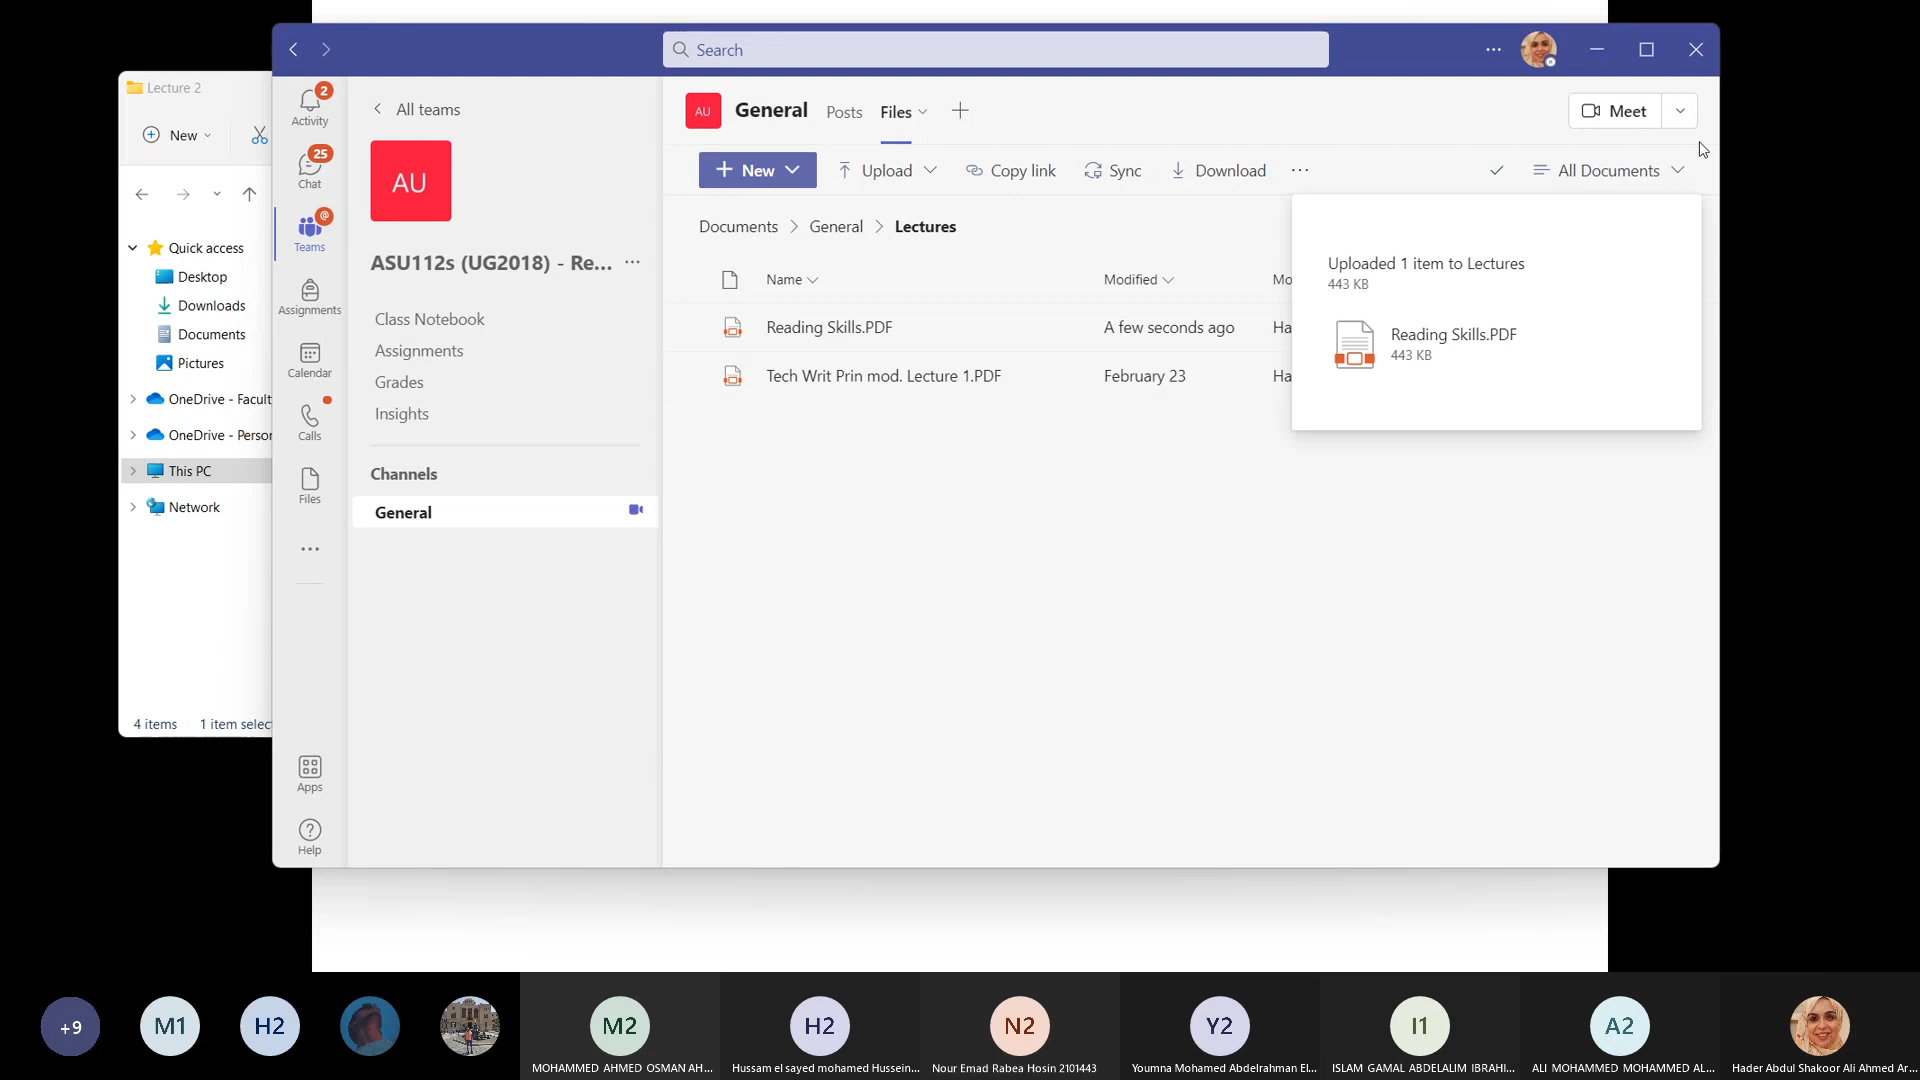 Search
Lecture 2
New
Quick access
Desktop
Downloads
Documents
Pictures
OneDrive - Facult
OneDrive - Persor
This PC
Network
4 items 1 item selec
2
Activity
25
Chat
@
Teams
Assignments
Calendar
Calls
Files
Apps
Help
All teams
AU
ASU112s (UG2018) - Re...
Class Notebook
Assignments
Grades
Insights
Channels
General
AU General Posts Files
Meet
New Upload Copy link Sync Download All Documents
Documents > General > Lectures
Name Modified Mo
Reading Skills.PDF A few seconds ago Ha
Tech Writ Prin mod. Lecture 1.PDF February 23 Ha
Uploaded 1 item to Lectures
443 KB
Reading Skills.PDF
443 KB
+9 M1 H2 M2 H2 N2 Y2 I1 A2
MOHAMMED AHMED OSMAN AH... Hussam el sayed mohamed Hussein... Nour Emad Rabea Hosin 2101443 Youmna Mohamed Abdelrahman El... ISLAM GAMAL ABDELALIM IBRAHI... ALI MOHAMMED MOHAMMED AL... Hader Abdul Shakoor Ali Ahmed Ar...